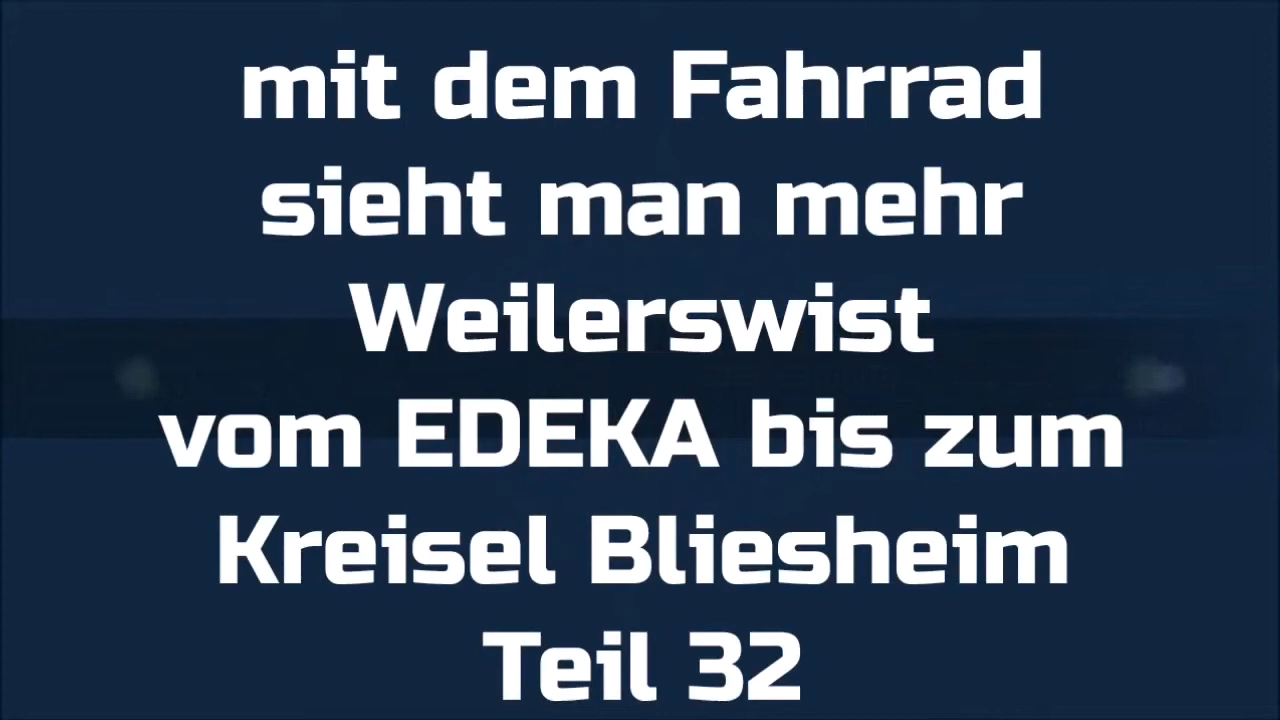 mit dem Fahrrad
sieht man mehr
Weilerswist
vom EDEKA bis zum
Kreisel Bliesheim
Teil 32